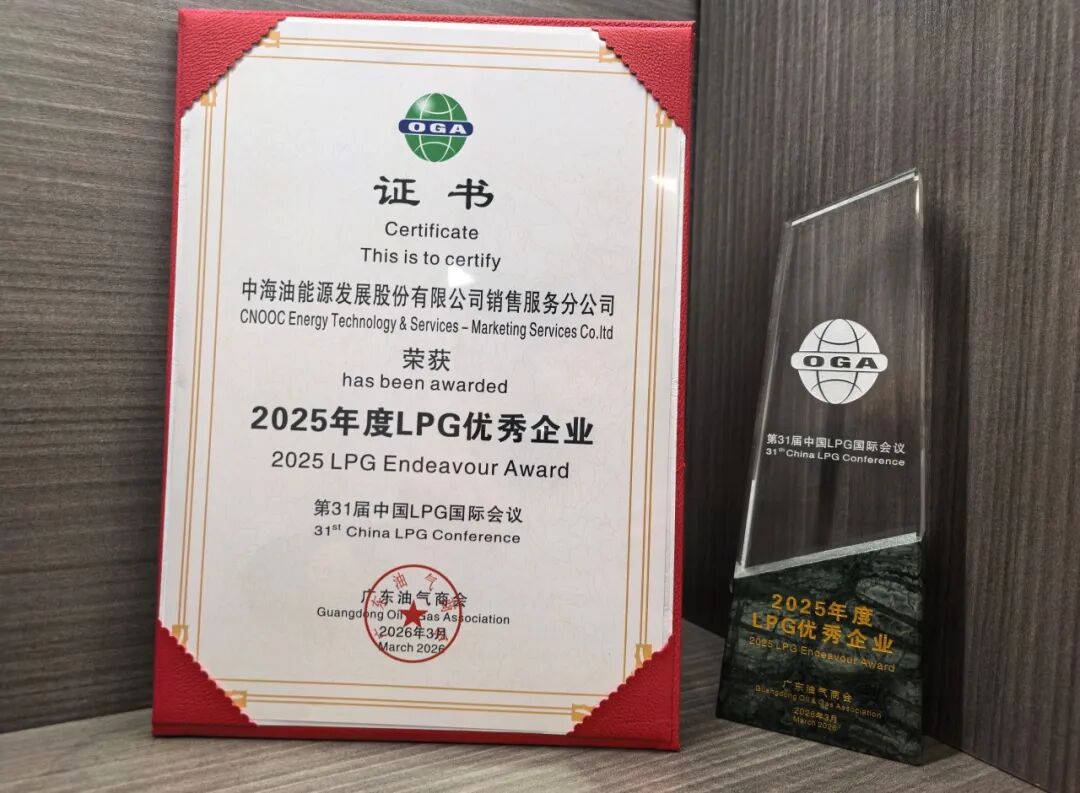 OGA
证书
Certificate
This is to certify
中海油能源发展股份有限公司销售服务分公司
CNOOC Energy Technology & Services – Marketing Services Co.ltd
荣获
has been awarded
2025年度LPG优秀企业
2025 LPG Endeavour Award
第31届中国LPG国际会议
31st China LPG Conference
广东油气商会
Guangdong Oil & Gas Association
2026年3月
March 2026
OGA
第31届中国LPG国际会议
31th China LPG Conference
2025年度
LPG优秀企业
2025 LPG Endeavour Award
广东油气商会
Guangdong Oil & Gas Association
2026年3月
March 2026